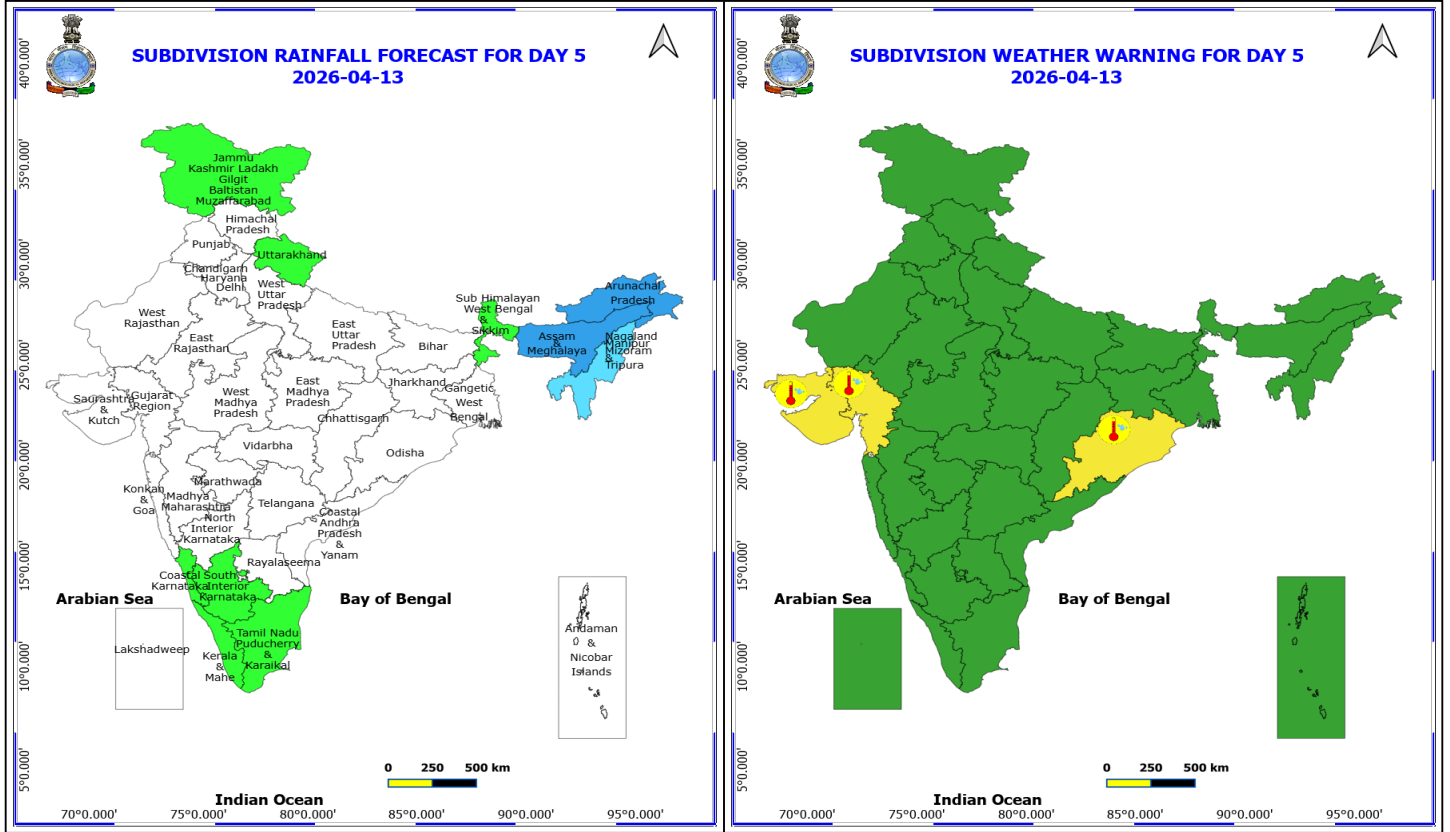 SUBDIVISION RAINFALL FORECAST FOR DAY 5
2026-04-13
40°0.000'
35°0.000'
30°0.000'
25°0.000'
20°0.000'
15°0.000'
10°0.000'
5°0.000'
Jammu
Kashmir Ladakh
Gilgit
Baltistan
Muzaffarabad
Himachal
Pradesh
Punjab
Uttarakhand
Chandigarh
Haryana
Delhi
West
Uttar
Pradesh
Arunachal
Pradesh
Sub Himalayan
West Bengal
&
Sikkim
West
Rajasthan
East
Rajasthan
East
Uttar
Pradesh
Bihar
Assam
&
Meghalaya
Nagaland
Manipur
Mizoram
&
Tripura
Saurashtra
&
Kutch
Gujarat
Region
West
Madhya
Pradesh
East
Madhya
Pradesh
Jharkhand
Gangetic
West
Bengal
Chhattisgarh
Vidarbha
Odisha
Konkan
&
Goa
Madhya
Maharashtra
Marathwada
Telangana
North
Interior
Karnataka
Coastal
Andhra
Pradesh
&
Yanam
Rayalaseema
Coastal
Karnataka
South
Interior
Karnataka
Arabian Sea
Bay of Bengal
Lakshadweep
Kerala
&
Mahe
Tamil Nadu
Puducherry
&
Karaikal
Andaman
&
Nicobar
Islands
0 250 500 km
Indian Ocean
70°0.000' 75°0.000' 80°0.000' 85°0.000' 90°0.000' 95°0.000'
SUBDIVISION WEATHER WARNING FOR DAY 5
2026-04-13
40°0.000'
35°0.000'
30°0.000'
25°0.000'
20°0.000'
15°0.000'
10°0.000'
5°0.000'
Arabian Sea
Bay of Bengal
0 250 500 km
Indian Ocean
70°0.000' 75°0.000' 80°0.000' 85°0.000' 90°0.000' 95°0.000'